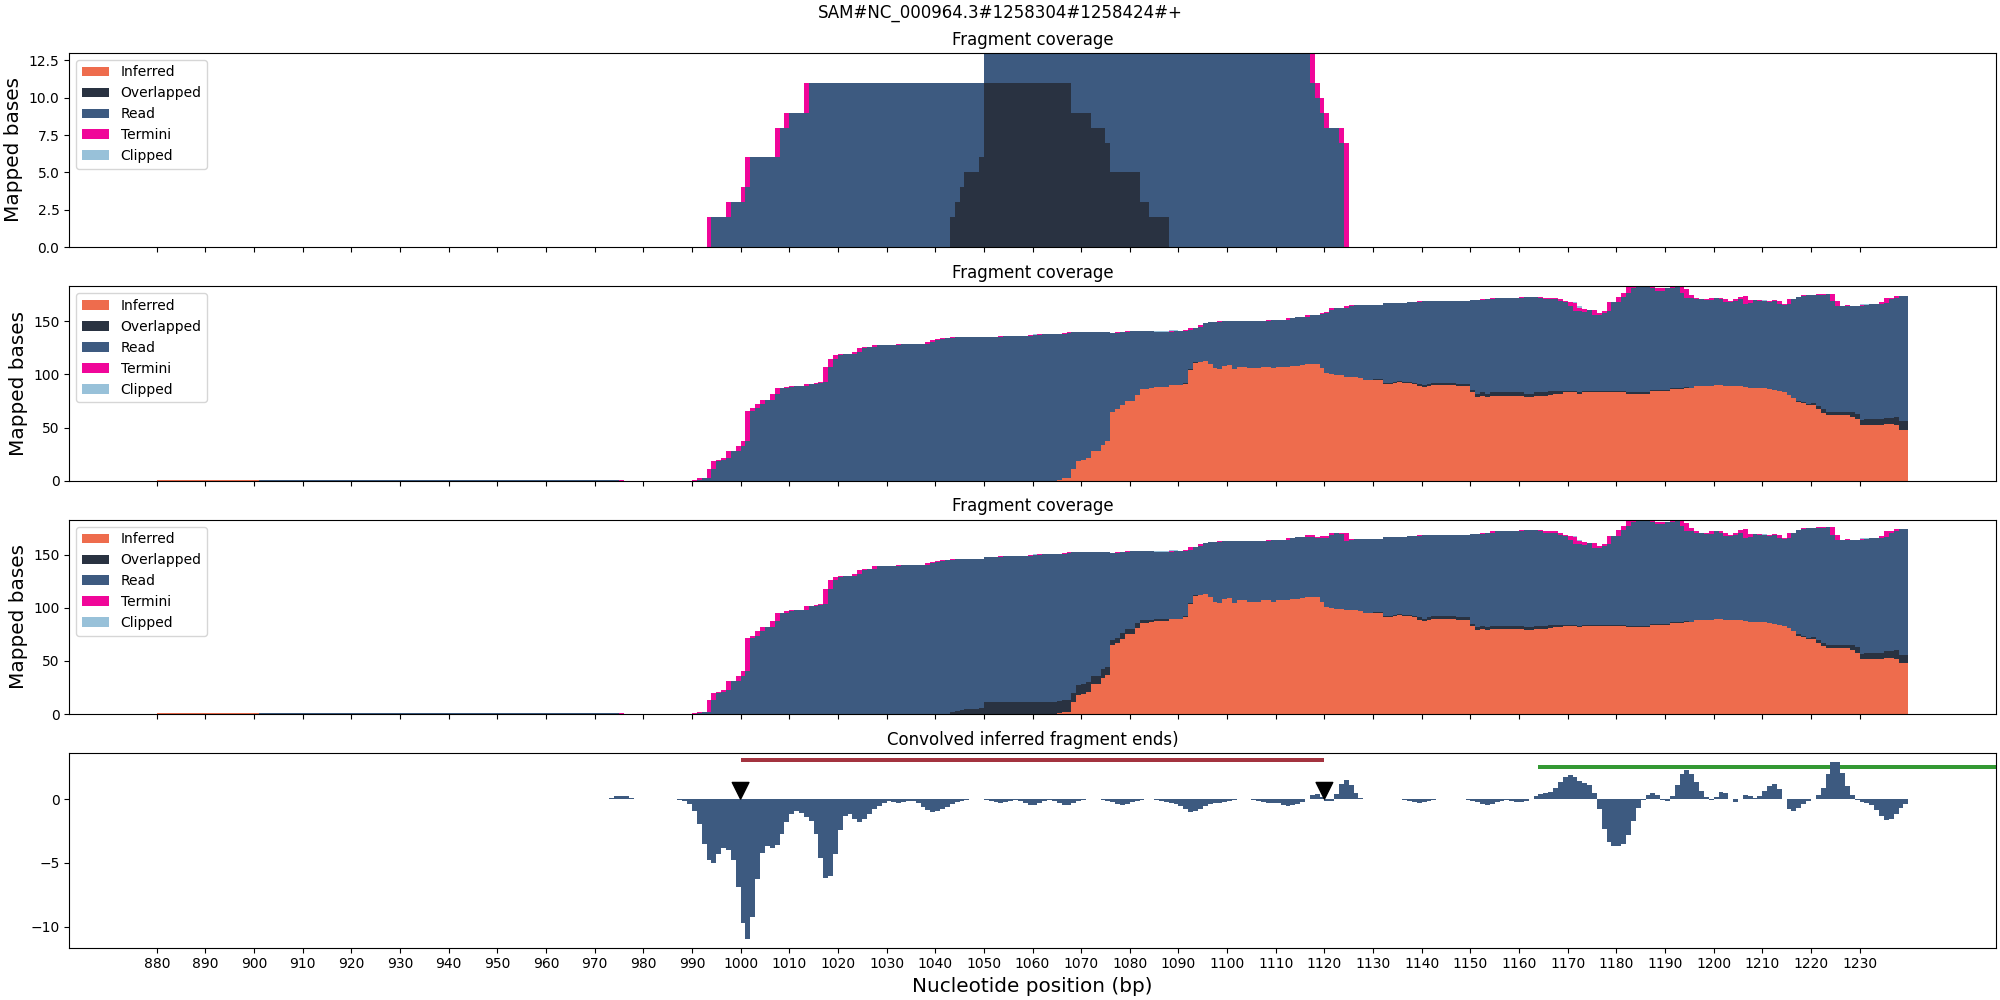 SAM#NC_000964.3#1258304#1258424#+
Fragment coverage
Mapped bases
12.5
10.0
7.5
5.0
2.5
0.0
Inferred
Overlapped
Read
Termini
Clipped
Fragment coverage
Mapped bases
150
100
50
0
Inferred
Overlapped
Read
Termini
Clipped
Fragment coverage
Mapped bases
150
100
50
0
Inferred
Overlapped
Read
Termini
Clipped
Convolved inferred fragment ends)
0
−5
−10
880 890 900 910 920 930 940 950 960 970 980 990 1000 1010 1020 1030 1040 1050 1060 1070 1080 1090 1100 1110 1120 1130 1140 1150 1160 1170 1180 1190 1200 1210 1220 1230
Nucleotide position (bp)